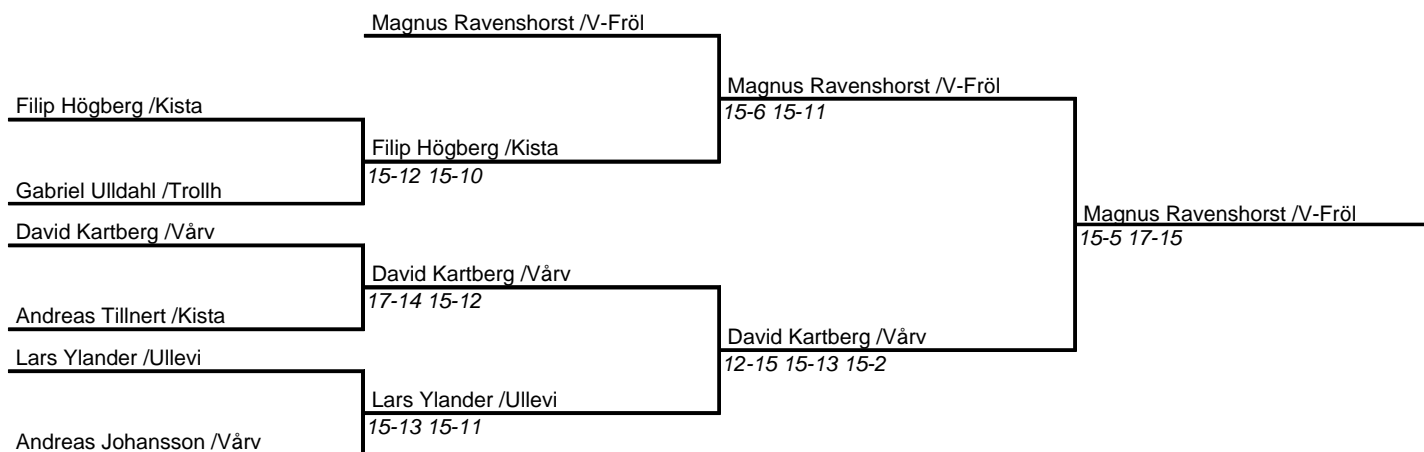 Magnus Ravenshorst /V-Fröl
Filip Högberg /Kista
Magnus Ravenshorst /V-Fröl
15-6 15-11
Filip Högberg /Kista
15-12 15-10
Gabriel Ulldahl /Trollh
Magnus Ravenshorst /V-Fröl
15-5 17-15
David Kartberg /Vårv
David Kartberg /Vårv
17-14 15-12
Andreas Tillnert /Kista
David Kartberg /Vårv
12-15 15-13 15-2
Lars Ylander /Ullevi
Lars Ylander /Ullevi
15-13 15-11
Andreas Johansson /Vårv